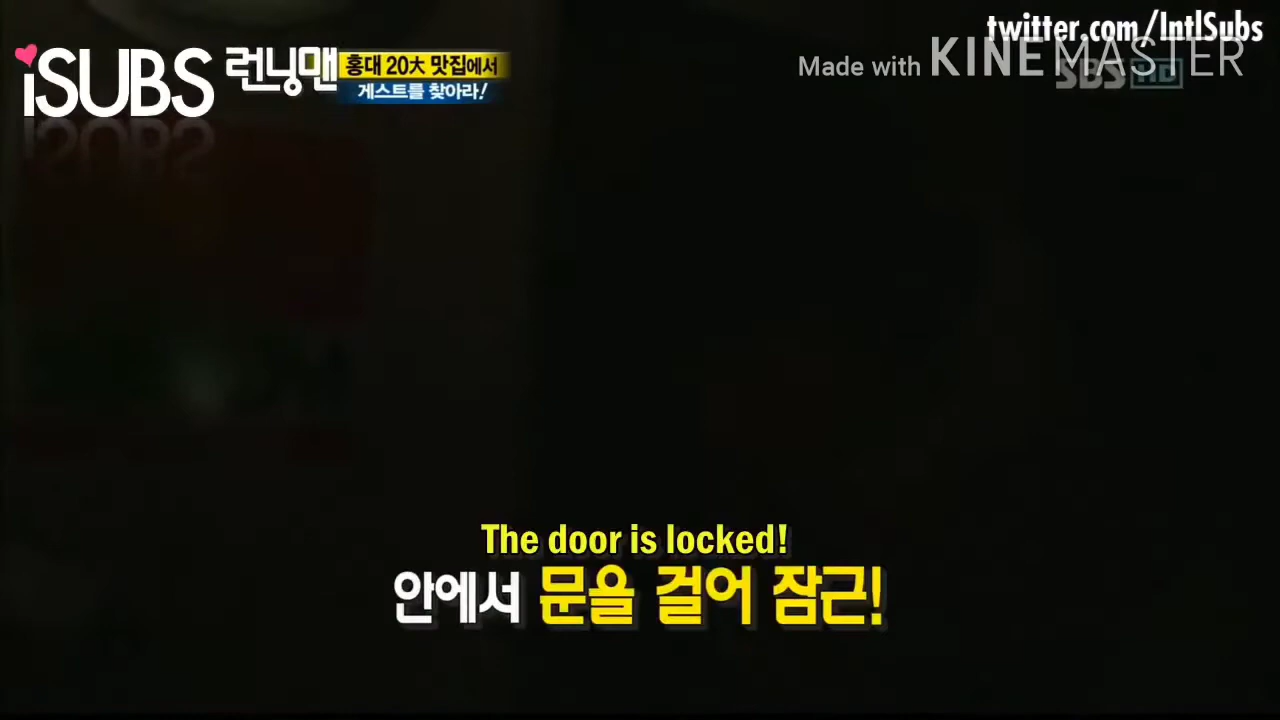 twitter.com/IntlSubs
iSUBS 런닝맨 홍대 20大 맛집에서
게스트를 찾아라!
Made with KINEMASTER
SBS HD
The door is locked!
안에서 문을 걸어 잠근!